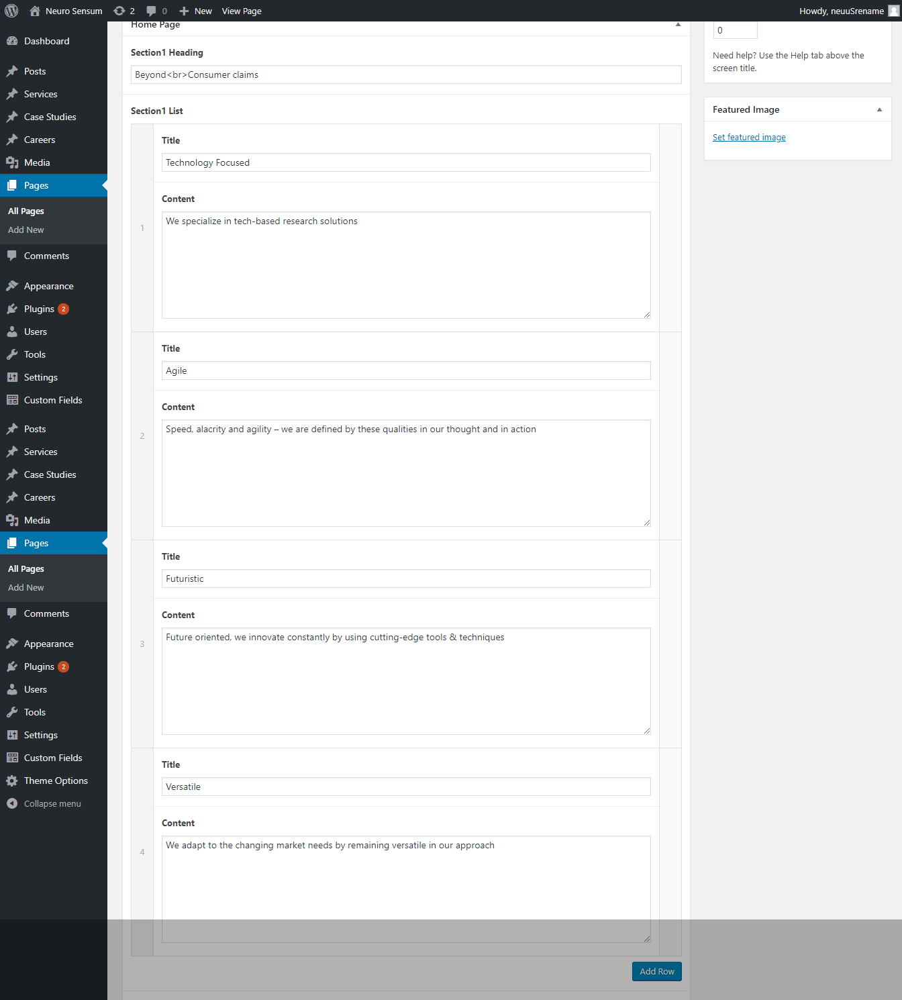 Neuro Sensum
2
0
New
View Page
Howdy, neuuSrename
Dashboard
Posts
Services
Case Studies
Careers
Media
Pages
All Pages
Add New
Comments
Appearance
Plugins 2
Users
Tools
Settings
Custom Fields
Posts
Services
Case Studies
Careers
Media
Pages
All Pages
Add New
Comments
Appearance
Plugins 2
Users
Tools
Settings
Custom Fields
Theme Options
Collapse menu
Home Page
Section1 Heading
Beyond<br>Consumer claims
Section1 List
1
Title
Technology Focused
Content
We specialize in tech-based research solutions
2
Title
Agile
Content
Speed, alacrity and agility – we are defined by these qualities in our thought and in action
3
Title
Futuristic
Content
Future oriented, we innovate constantly by using cutting-edge tools & techniques
4
Title
Versatile
Content
We adapt to the changing market needs by remaining versatile in our approach
Add Row
0
Need help? Use the Help tab above the
screen title.
Featured Image
Set featured image